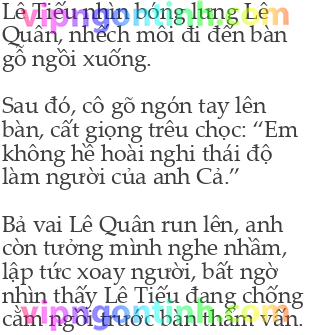 Lê Tiếu nhìn bóng lưng Lê
Quân, nhếch môi đi đến bàn
gỗ ngồi xuống.
Sau đó, cô gõ ngón tay lên
bàn, cất giọng trêu chọc: “Em
không hề hoài nghi thái độ
làm người của anh Cả.”
Bả vai Lê Quân run lên, anh
còn tưởng mình nghe nhầm,
lập tức xoay người, bất ngờ
nhìn thấy Lê Tiếu đang chống
cằm ngồi trước bàn thẩm vấn.
vipngontinh.com
vipngontinh.com